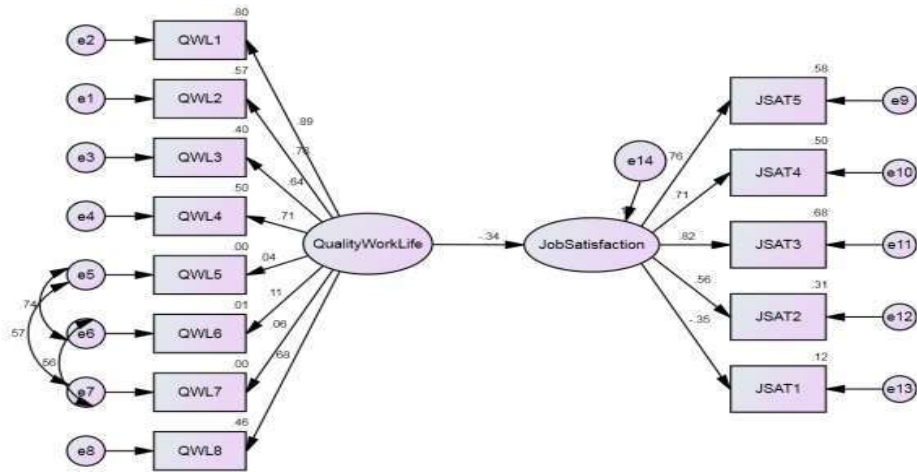 .80
e2
QWL1
.57
e1
QWL2
.58
JSAT5
e9
.89
.40
e3
QWL3
.64
e14
.76
.50
JSAT4
e10
.71
.50
e4
QWL4
.71
QualityWorkLife
-.34
JobSatisfaction
.82
.68
JSAT3
e11
.00
e5
QWL5
.04
.74
.57
.01
e6
QWL6
.11
.56
.31
JSAT2
e12
.56
.06
.00
e7
QWL7
.68
-.35
.12
JSAT1
e13
.46
e8
QWL8